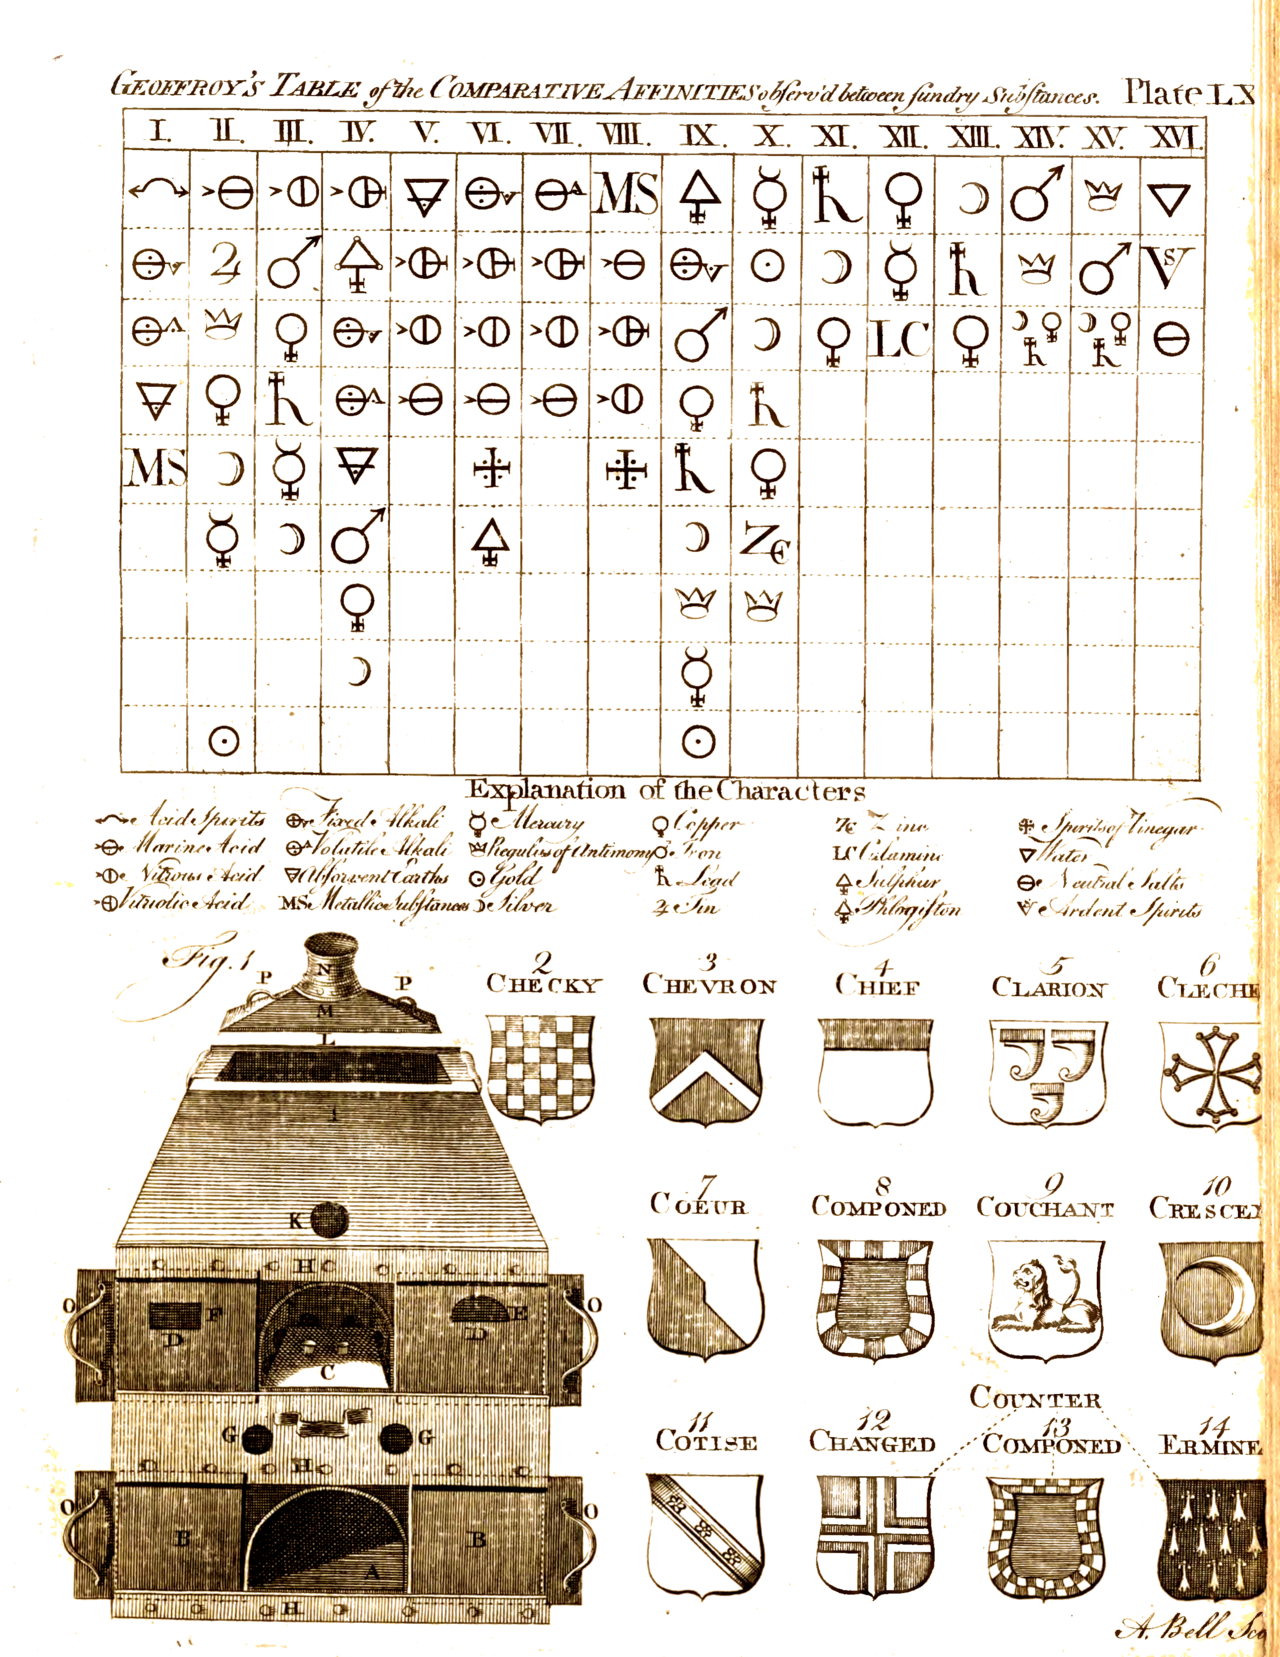 GEOFFROY'S TABLE of the COMPARATIVE AFFINITIES observ'd between sundry Substances. Plate LX
I. II. III. IV. V. VI. VII. VIII. IX. X. XI. XII. XIII. XIV. XV. XVI.
MS
VS
LC
MS
ZC
Explanation of the Characters
Acid Spirits Fixed Alkali Mercury Copper ZC Zinc Spirits of Vinegar
Marine Acid Volatile Alkali Regulus of Antimony Iron LC Calamine Water
Nitrous Acid Absorvent Earths Gold Lead Sulphur Neutral Salts
Vitriolic Acid MS Metallic Substances Silver Tin Phlogiston Ardent Spirits
Fig. 1
N
P P
M
L
I
K
H
O O
F E
D D
C
G G
H
O O
B B
A
H
2 3 4 5 6
CHECKY CHEVRON CHIEF CLARION CLECHE
7 8 9 10
COEUR COMPONED COUCHANT CRESCEN
COUNTER
11 12 13 14
COTISE CHANGED COMPONED ERMINE
A. Bell Sc